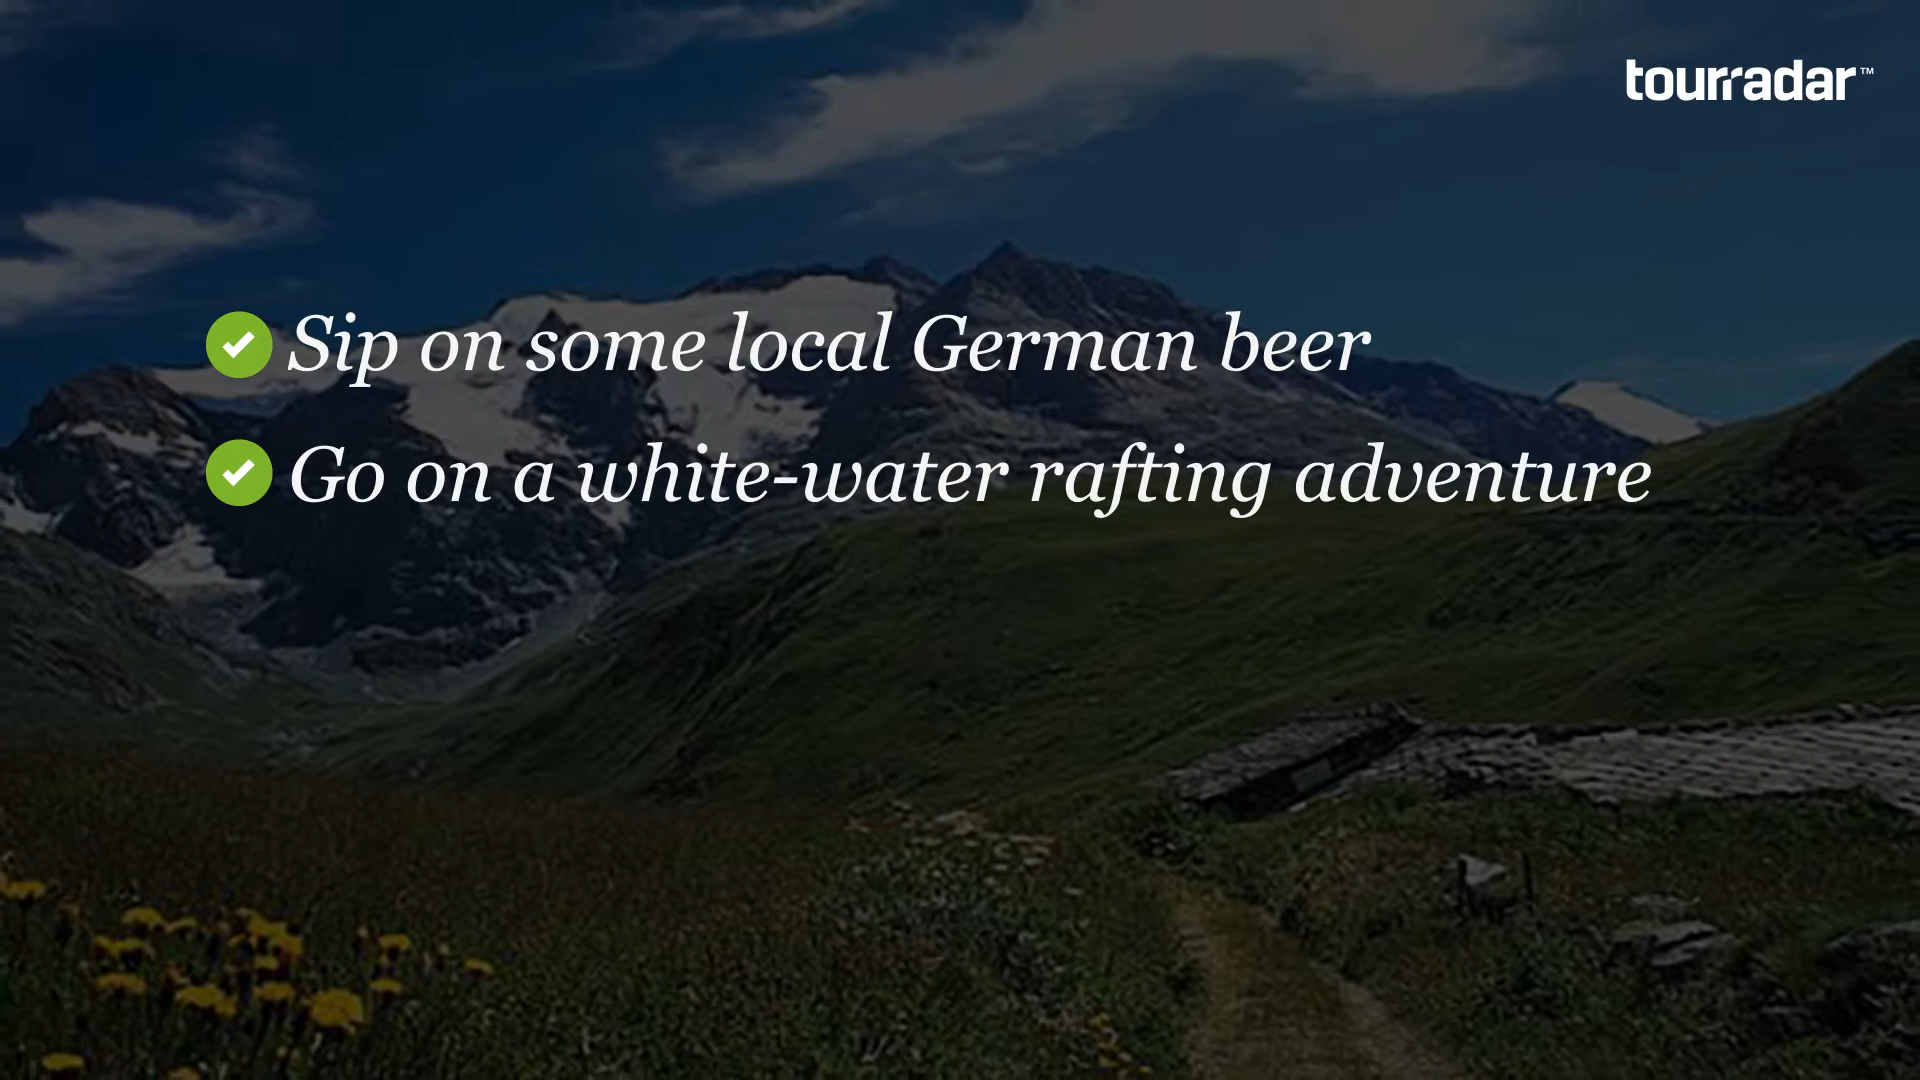 tourradar™
Sip on some local German beer
Go on a white-water rafting adventure